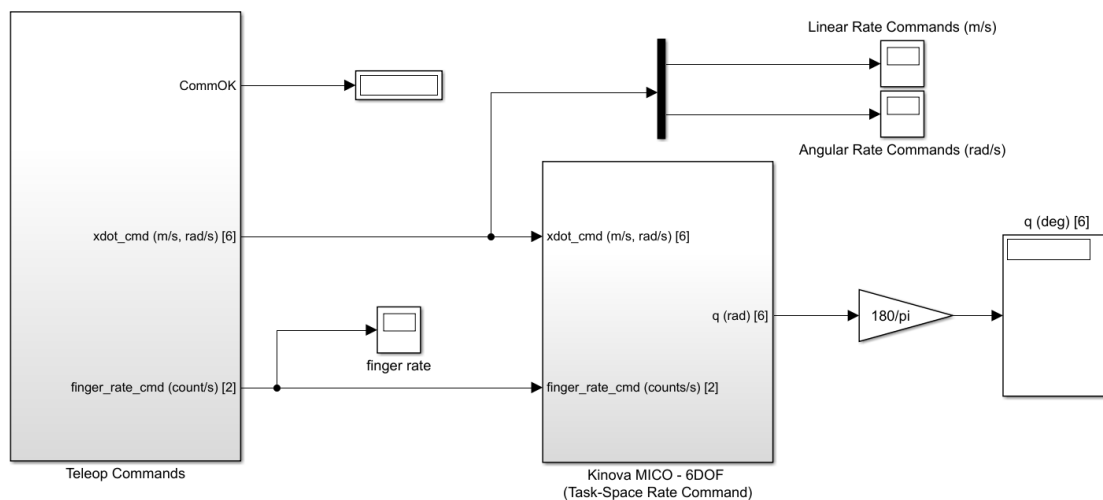 Linear Rate Commands (m/s)
CommOK
Angular Rate Commands (rad/s)
q (deg) [6]
xdot_cmd (m/s, rad/s) [6]
xdot_cmd (m/s, rad/s) [6]
q (rad) [6]
180/pi
finger rate
finger_rate_cmd (count/s) [2]
finger_rate_cmd (counts/s) [2]
Teleop Commands
Kinova MICO - 6DOF
(Task-Space Rate Command)